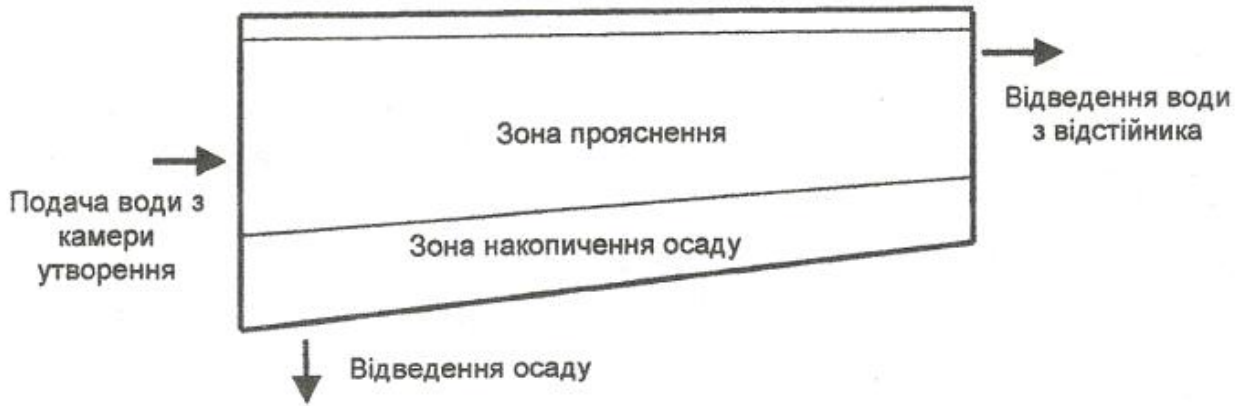 Відведення води
з відстійника
Зона прояснення
Подача води з
камери
утворення
Зона накопичення осаду
Відведення осаду